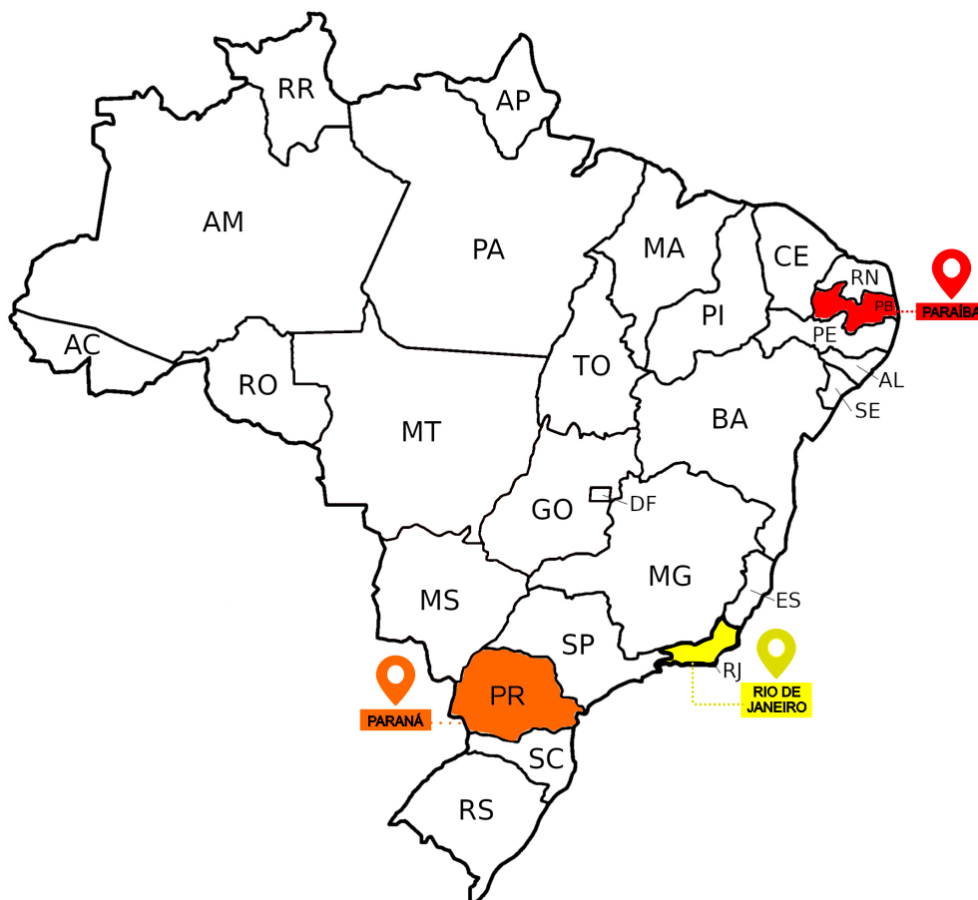 RR
AP
AM
PA
MA
CE
RN
PB
PARAÍBA
PI
PE
AC
RO
TO
AL
SE
BA
MT
GO
DF
MS
MG
ES
SP
RJ
PR
RIO DE
JANEIRO
PARANÁ
SC
RS